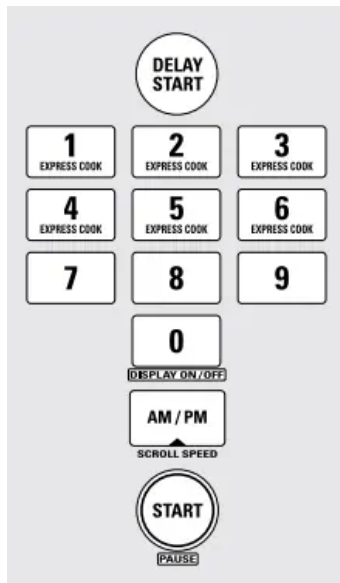 DELAY
START
1 2 3
EXPRESS COOK EXPRESS COOK EXPRESS COOK
4 5 6
EXPRESS COOK EXPRESS COOK EXPRESS COOK
7 8 9
0
DISPLAY ON/OFF
AM / PM
SCROLL SPEED
START
PAUSE